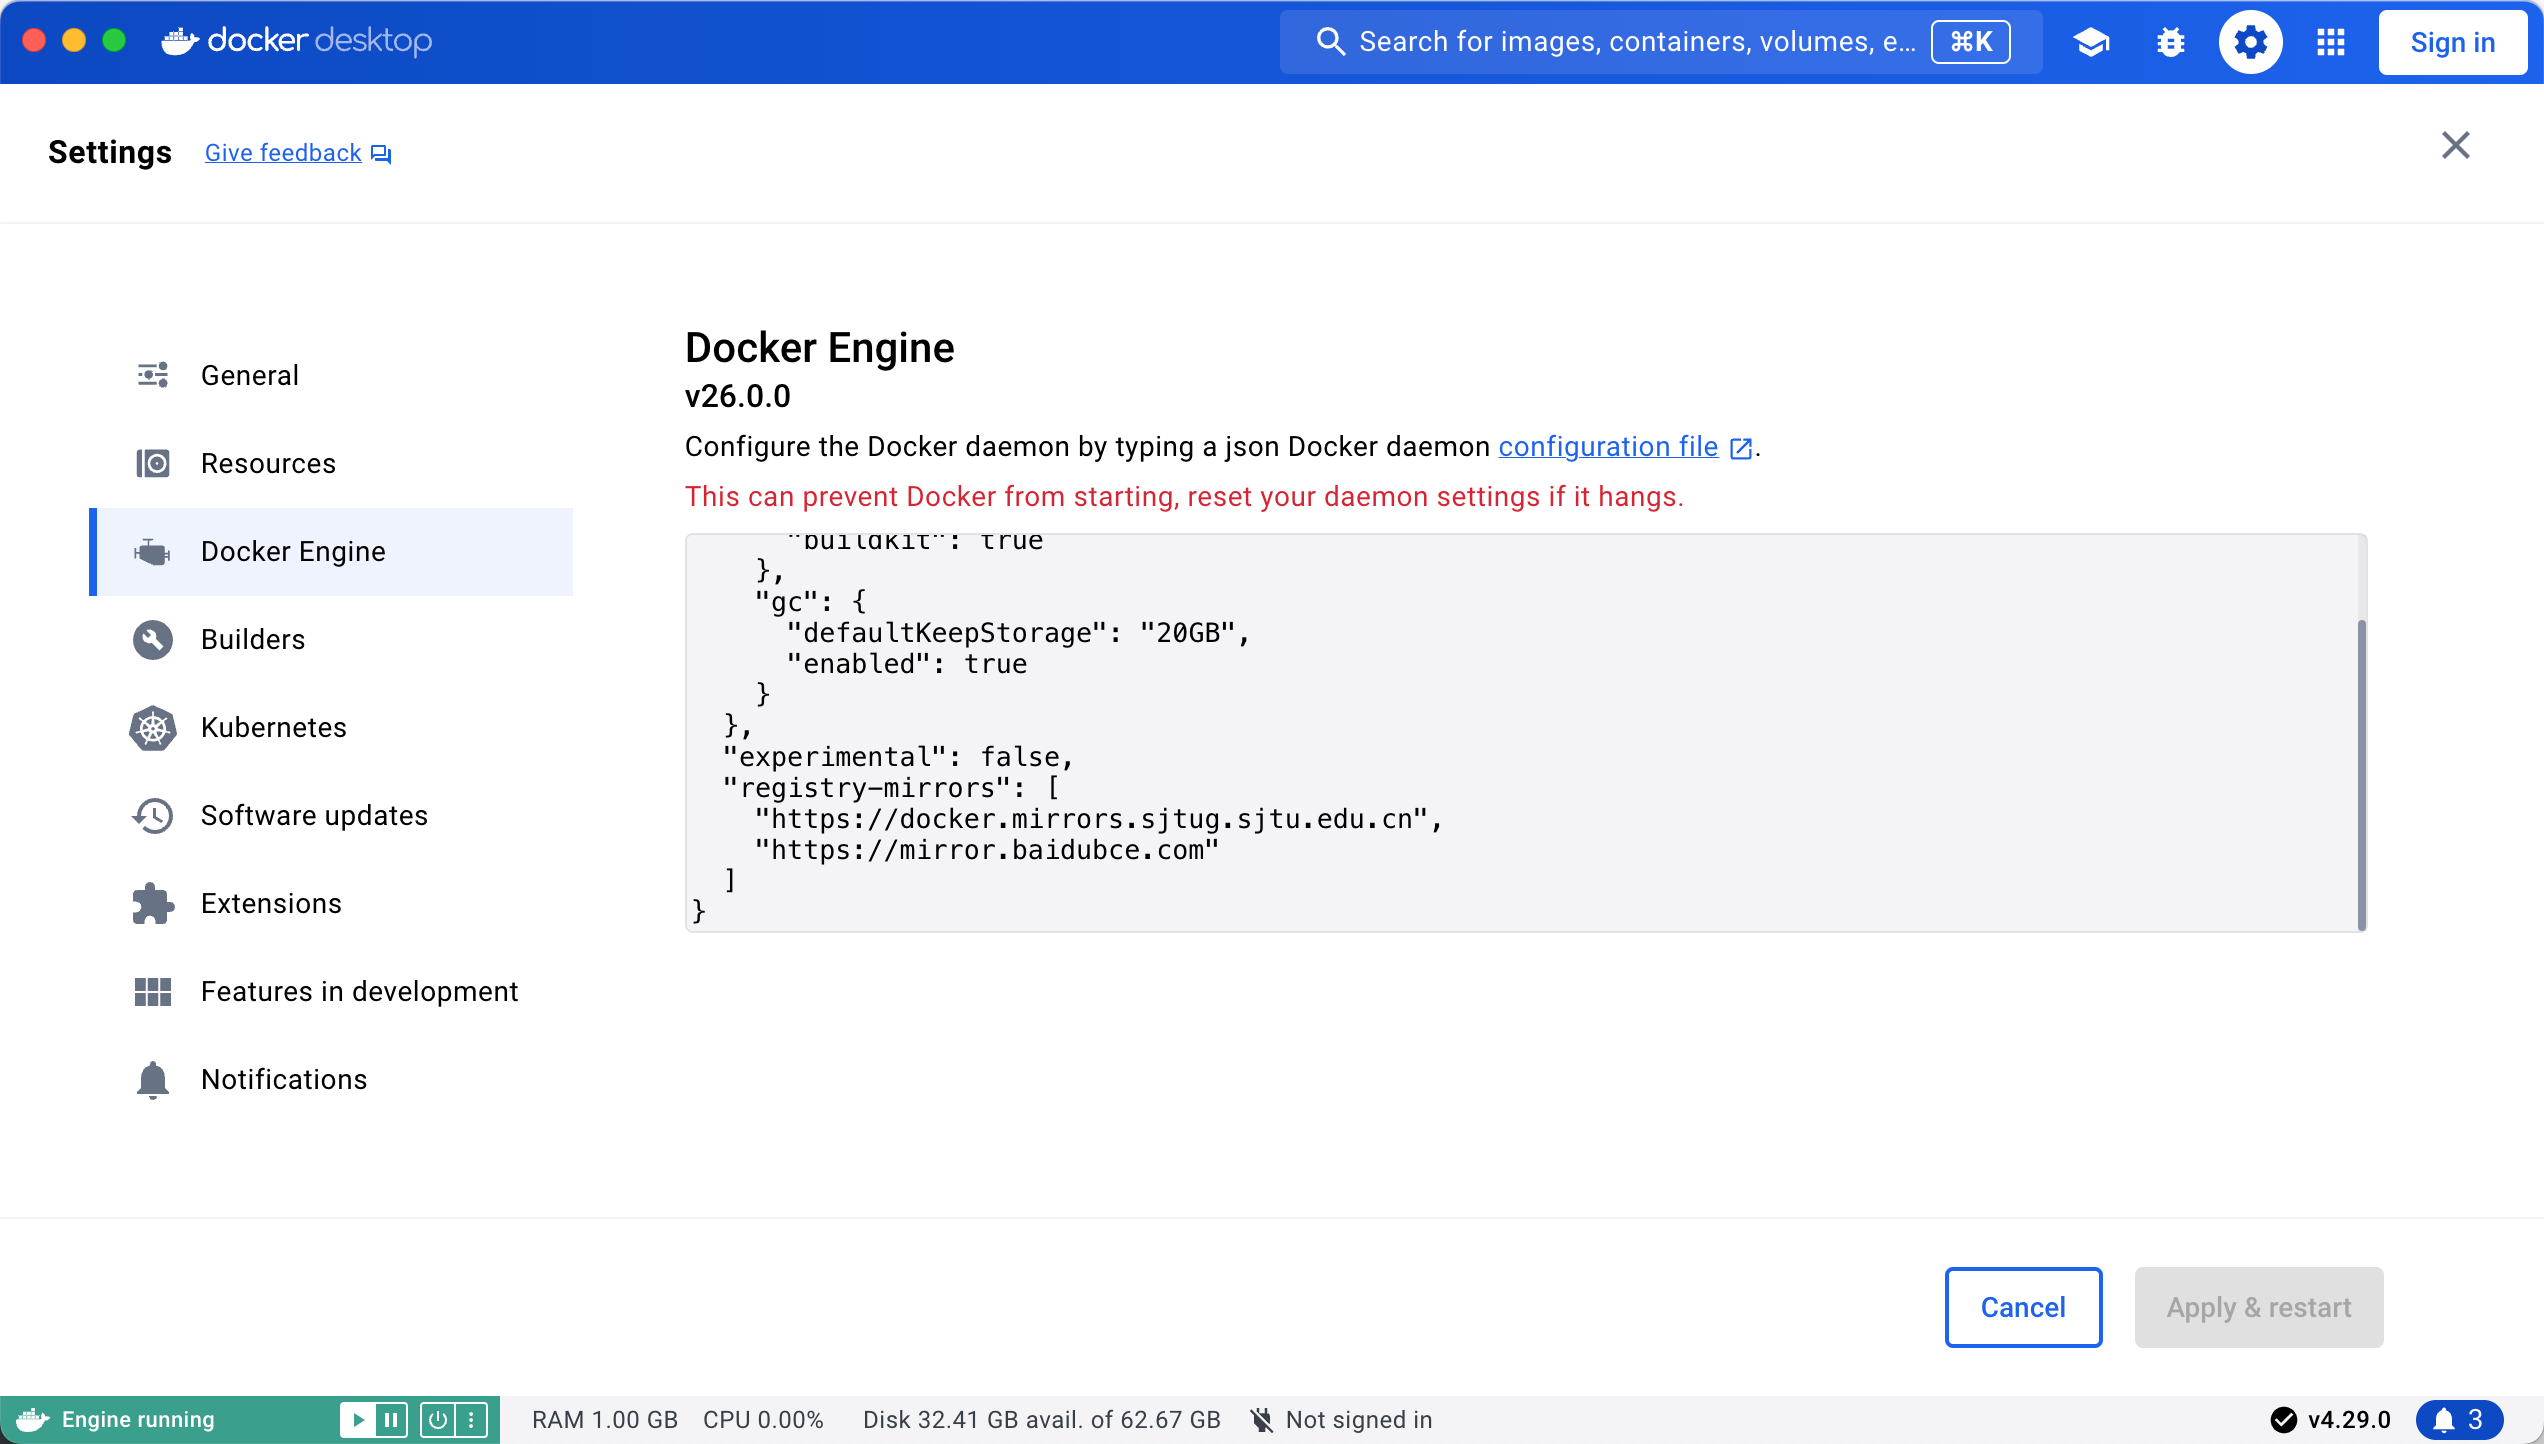 docker desktop
Search for images, containers, volumes, e...
⌘K
Sign in
Settings
Give feedback
General
Resources
Docker Engine
Builders
Kubernetes
Software updates
Extensions
Features in development
Notifications
Docker Engine
v26.0.0
Configure the Docker daemon by typing a json Docker daemon configuration file.
This can prevent Docker from starting, reset your daemon settings if it hangs.
"buildkit": true
},
"gc": {
"defaultKeepStorage": "20GB",
"enabled": true
}
},
"experimental": false,
"registry-mirrors": [
"https://docker.mirrors.sjtug.sjtu.edu.cn",
"https://mirror.baidubce.com"
]
}
Cancel
Apply & restart
Engine running
RAM 1.00 GB CPU 0.00% Disk 32.41 GB avail. of 62.67 GB Not signed in
v4.29.0
3